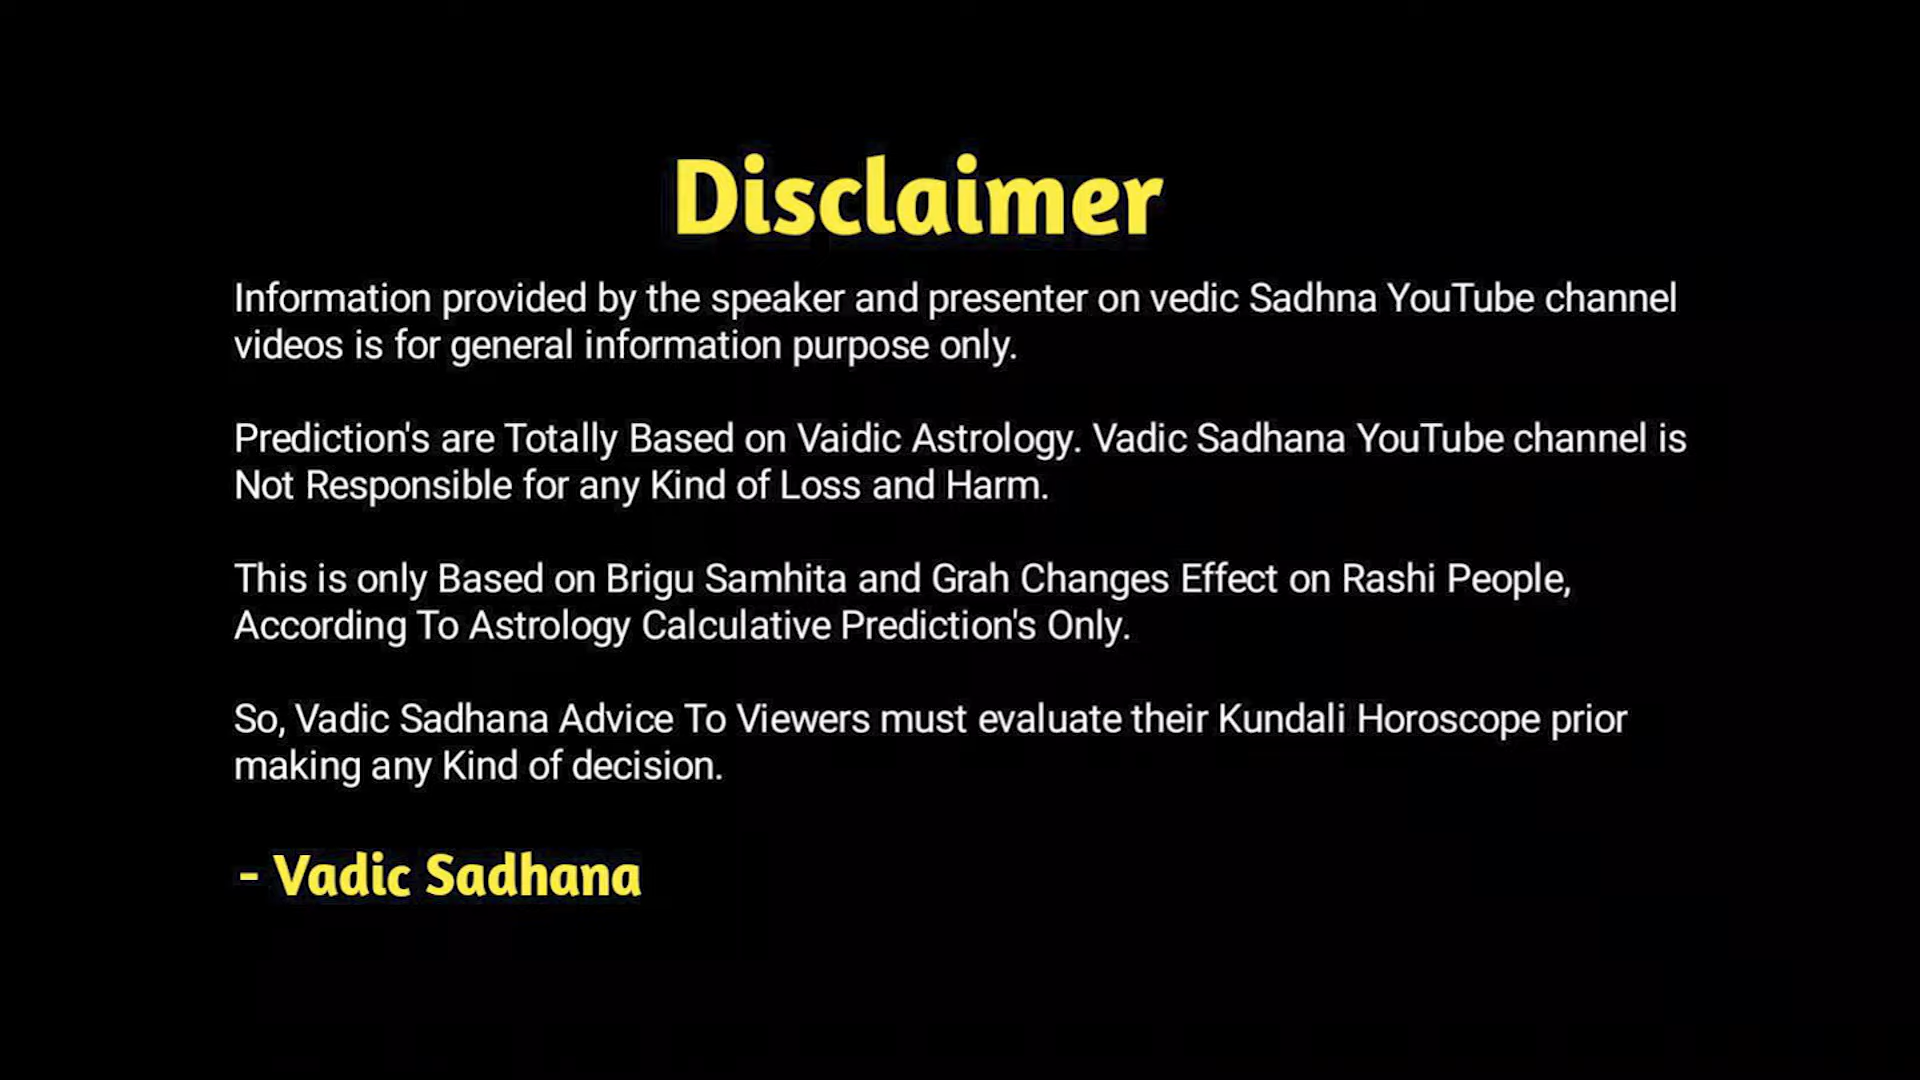 Disclaimer
Information provided by the speaker and presenter on vedic Sadhna YouTube channel
videos is for general information purpose only.
Prediction's are Totally Based on Vaidic Astrology. Vadic Sadhana YouTube channel is
Not Responsible for any Kind of Loss and Harm.
This is only Based on Brigu Samhita and Grah Changes Effect on Rashi People,
According To Astrology Calculative Prediction's Only.
So, Vadic Sadhana Advice To Viewers must evaluate their Kundali Horoscope prior
making any Kind of decision.
- Vadic Sadhana